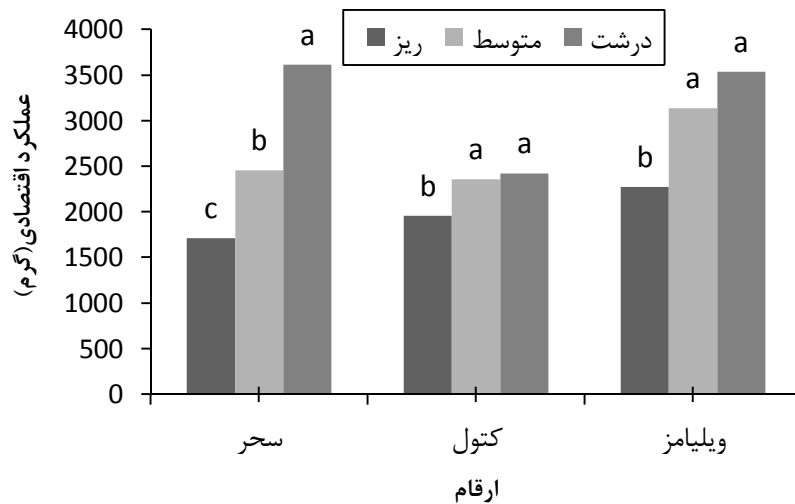 ریز متوسط درشت
عملکرد اقتصادی(گرم)
4000
3500
3000
2500
2000
1500
1000
500
0
c b a
b a a
b a a
سحر کتول ویلیامز
ارقام